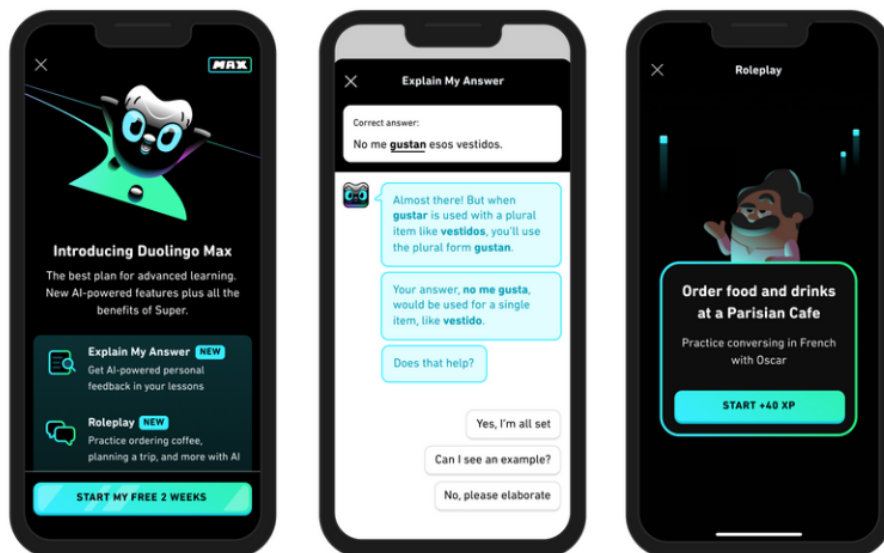 MAX
Introducing Duolingo Max
The best plan for advanced learning.
New AI-powered features plus all the
benefits of Super.
Explain My Answer NEW
Get AI-powered personal
feedback in your lessons
Roleplay NEW
Practice ordering coffee,
planning a trip, and more with AI
START MY FREE 2 WEEKS
Explain My Answer
Correct answer:
No me gustan esos vestidos.
Almost there! But when
gustar is used with a plural
item like vestidos, you'll use
the plural form gustan.
Your answer, no me gusta,
would be used for a single
item, like vestido.
Does that help?
Yes, I'm all set
Can I see an example?
No, please elaborate
Roleplay
Order food and drinks
at a Parisian Cafe
Practice conversing in French
with Oscar
START +40 XP